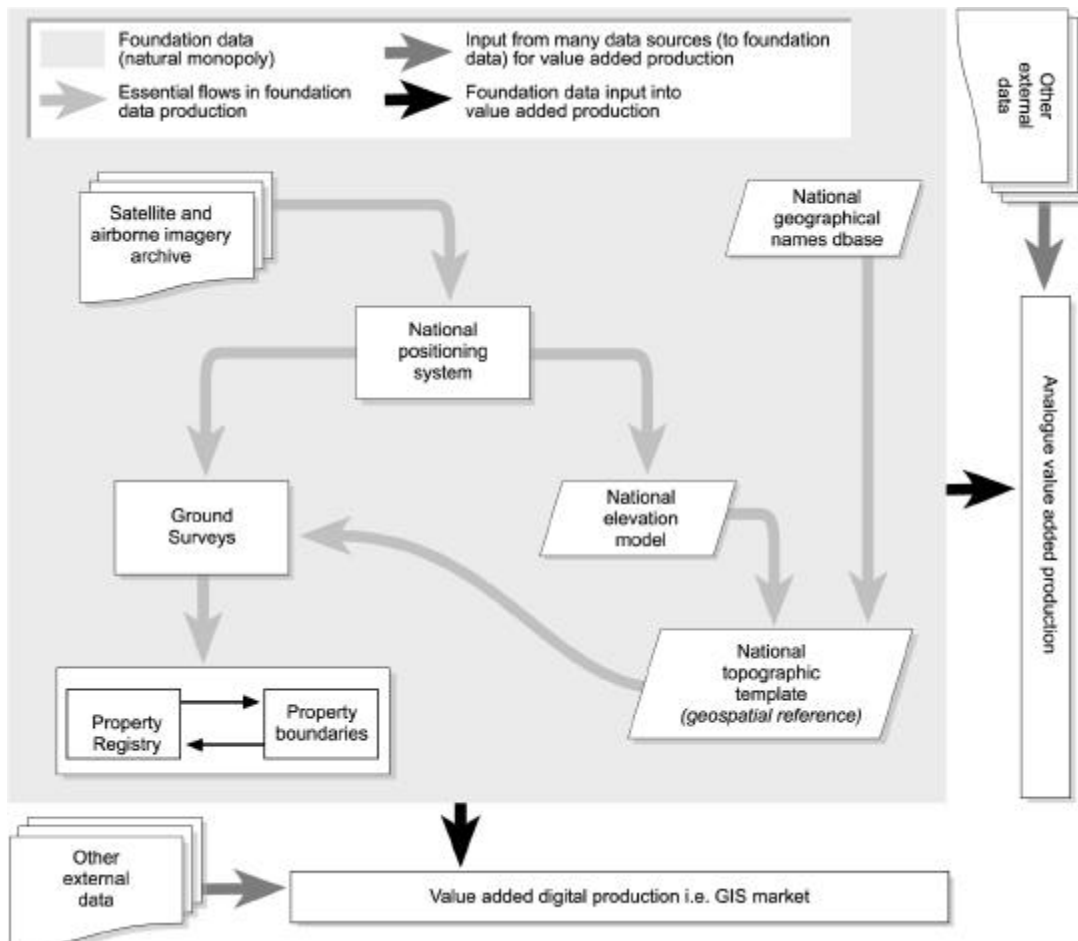 Foundation data
(natural monopoly)
Essential flows in foundation
data production
Input from many data sources (to foundation
data) for value added production
Foundation data input into
value added production
Other
external
data
Satellite and
airborne imagery
archive
National
geographical
names dbase
National
positioning
system
Ground
Surveys
National
elevation
model
Analogue value added production
National
topographic
template
(geospatial reference)
Property
Registry
Property
boundaries
Other
external
data
Value added digital production i.e. GIS market